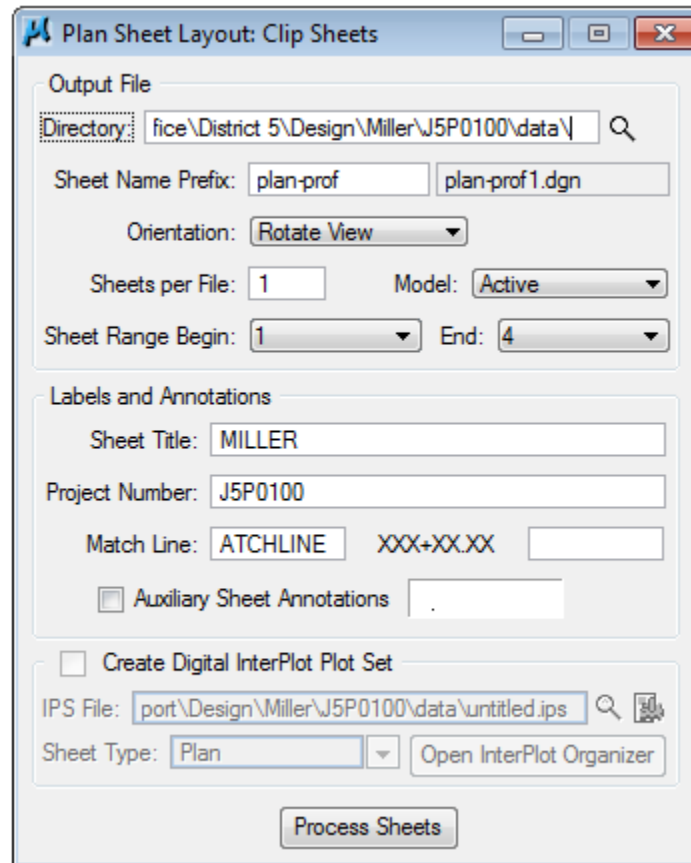 Plan Sheet Layout: Clip Sheets
Output File
Directory: fice\District 5\Design\Miller\J5P0100\data\
Sheet Name Prefix: plan-prof plan-prof1.dgn
Orientation: Rotate View
Sheets per File: 1 Model: Active
Sheet Range Begin: 1 End: 4
Labels and Annotations
Sheet Title: MILLER
Project Number: J5P0100
Match Line: ATCHLINE XXX+XX.XX
Auxiliary Sheet Annotations .
Create Digital InterPlot Plot Set
IPS File: port\Design\Miller\J5P0100\data\untitled.ips
Sheet Type: Plan Open InterPlot Organizer
Process Sheets